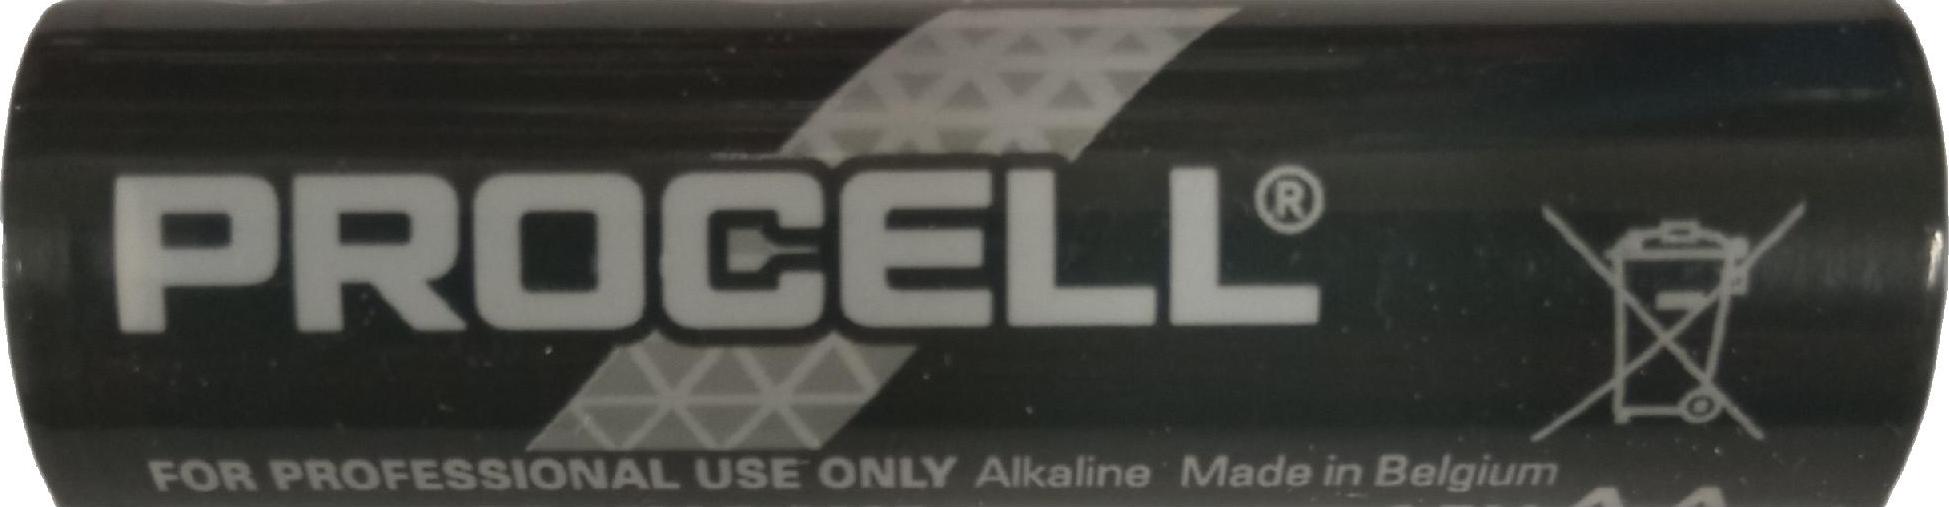 PROCELL®
FOR PROFESSIONAL USE ONLY Alkaline Made in Belgium